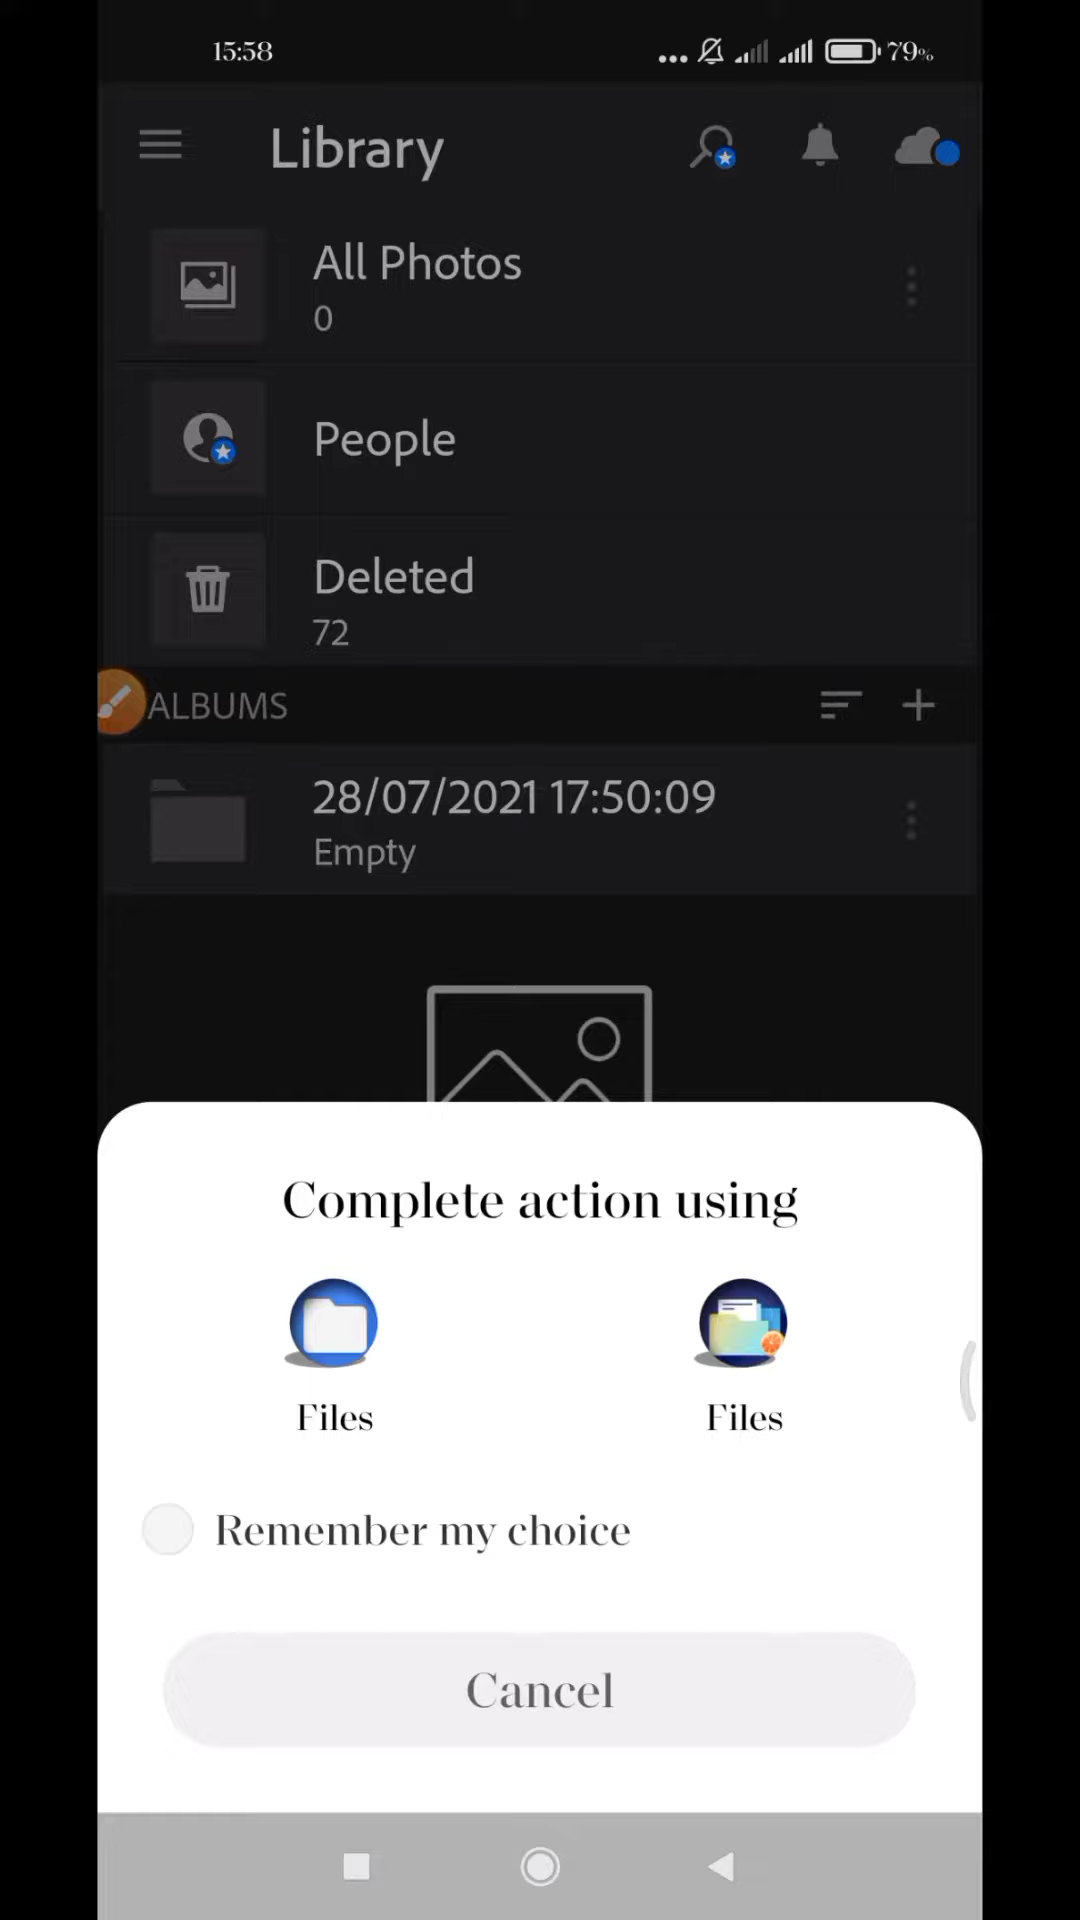 15:58
79%
Library
All Photos
0
People
Deleted
72
ALBUMS
28/07/2021 17:50:09
Empty
Complete action using
Files
Files
Remember my choice
Cancel